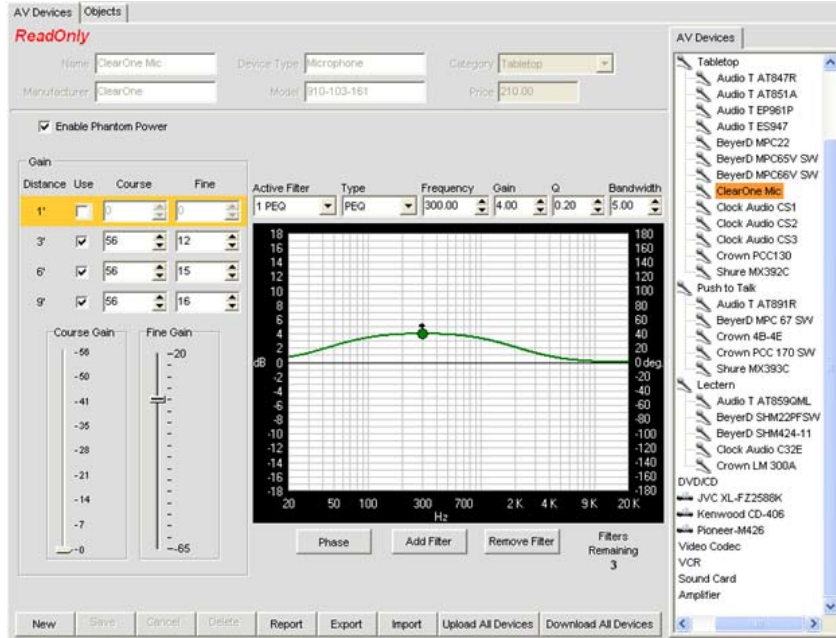 AV Devices Objects
ReadOnly
Name ClearOne Mic Device Type Microphone Category Tabletop
Manufacturer ClearOne Model 910-103-161 Price 210.00
Enable Phantom Power
Gain
Distance Use Course Fine
1' 0 0
3' 56 12
6' 56 15
9' 56 16
Course Gain
-56
-50
-41
-35
-28
-21
-14
-7
-0
Fine Gain
-20
-65
Active Filter Type Frequency Gain Q Bandwidth
1 PEQ PEQ 300.00 4.00 0.20 5.00
18 180
16 160
14 140
12 120
10 100
8 80
6 60
4 40
2 20
dB 0 0 deg.
-2 -20
-4 -40
-6 -60
-8 -80
-10 -100
-12 -120
-14 -140
-16 -160
-18 -180
20 50 100 300 700 2K 4K 9K 20K
Hz
Phase Add Filter Remove Filter Filters
Remaining
3
New Save Cancel Delete Report Export Import Upload All Devices Download All Devices
AV Devices
Tabletop
Audio T AT847R
Audio T AT851A
Audio T EP961P
Audio T ES947
BeyerD MPC22
BeyerD MPC65V SW
BeyerD MPC66V SW
ClearOne Mic
Clock Audio CS1
Clock Audio CS2
Clock Audio CS3
Crown PCC130
Shure MX392C
Push to Talk
Audio T AT891R
BeyerD MPC 67 SW
Crown 4B-4E
Crown PCC 170 SW
Shure MX393C
Lectern
Audio T AT859QML
BeyerD SHM22PFSW
BeyerD SHM424-11
Clock Audio C32E
Crown LM 300A
DVD/CD
JVC XL-FZ2588K
Kenwood CD-406
Pioneer-M426
Video Codec
VCR
Sound Card
Amplifier